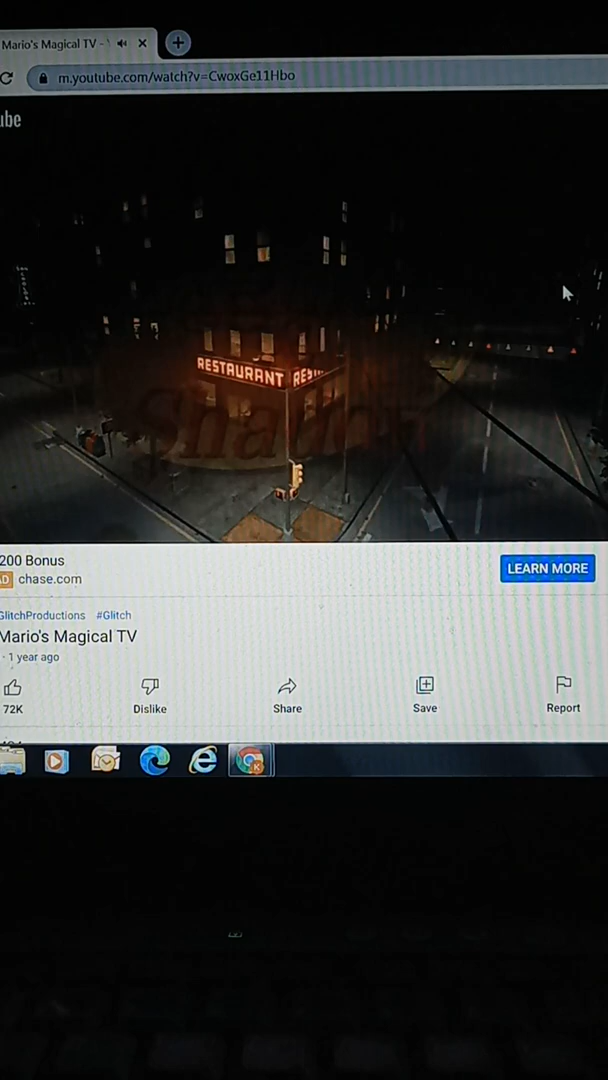 Mario's Magical TV -
m.youtube.com/watch?v=CwoxGe11Hbo
ube
RESTAURANT
200 Bonus
AD chase.com
LEARN MORE
GlitchProductions #Glitch
Mario's Magical TV
· 1 year ago
72K
Dislike
Share
Save
Report
K